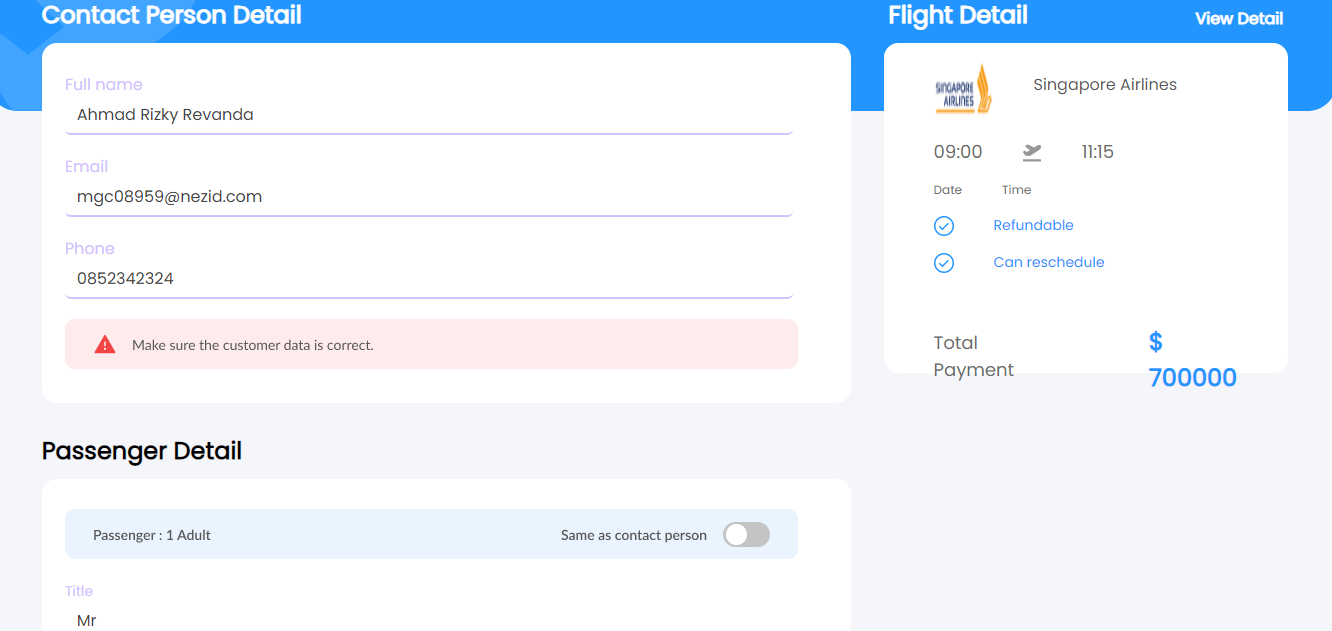 Contact Person Detail
Full name
Ahmad Rizky Revanda
Email
mgc08959@nezid.com
Phone
0852342324
Make sure the customer data is correct.
Flight Detail
View Detail
SINGAPORE
AIRLINES
Singapore Airlines
09:00 11:15
Date Time
Refundable
Can reschedule
Total
Payment
$
700000
Passenger Detail
Passenger : 1 Adult
Same as contact person
Title
Mr